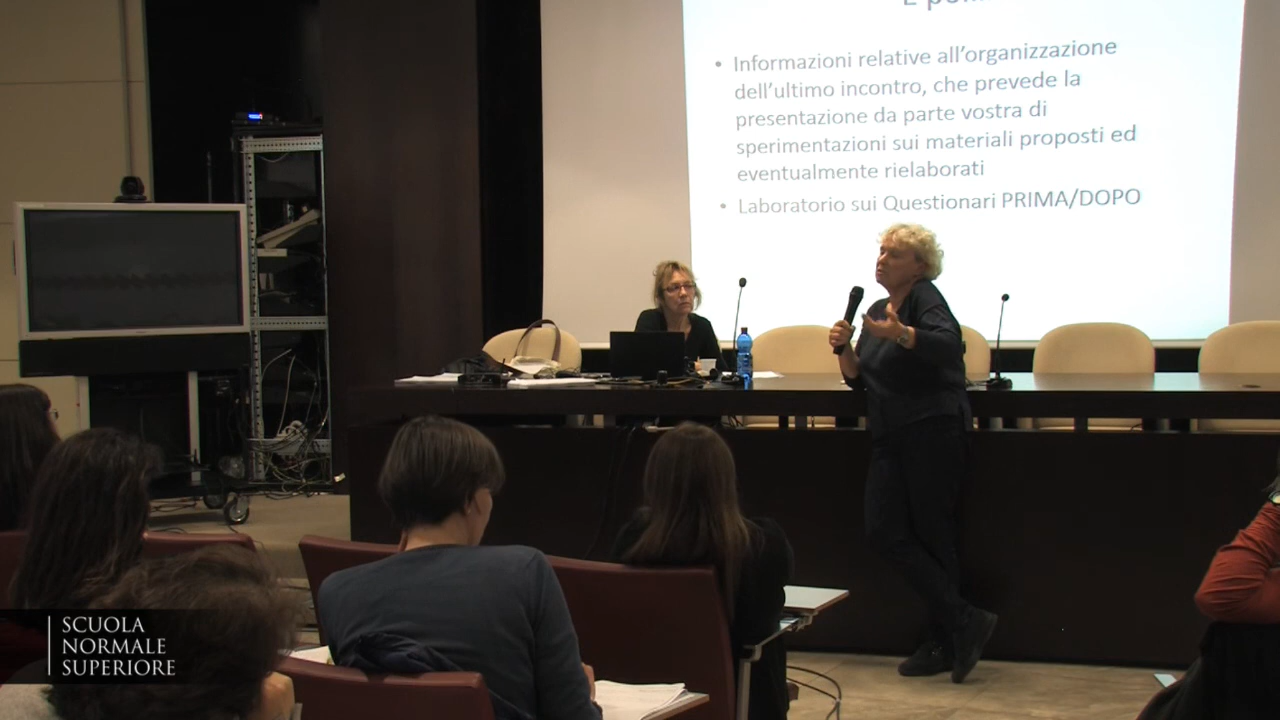 • Informazioni relative all'organizzazione
dell'ultimo incontro, che prevede la
presentazione da parte vostra di
sperimentazioni sui materiali proposti ed
eventualmente rielaborati
• Laboratorio sui Questionari PRIMA/DOPO
SCUOLA
NORMALE
SUPERIORE